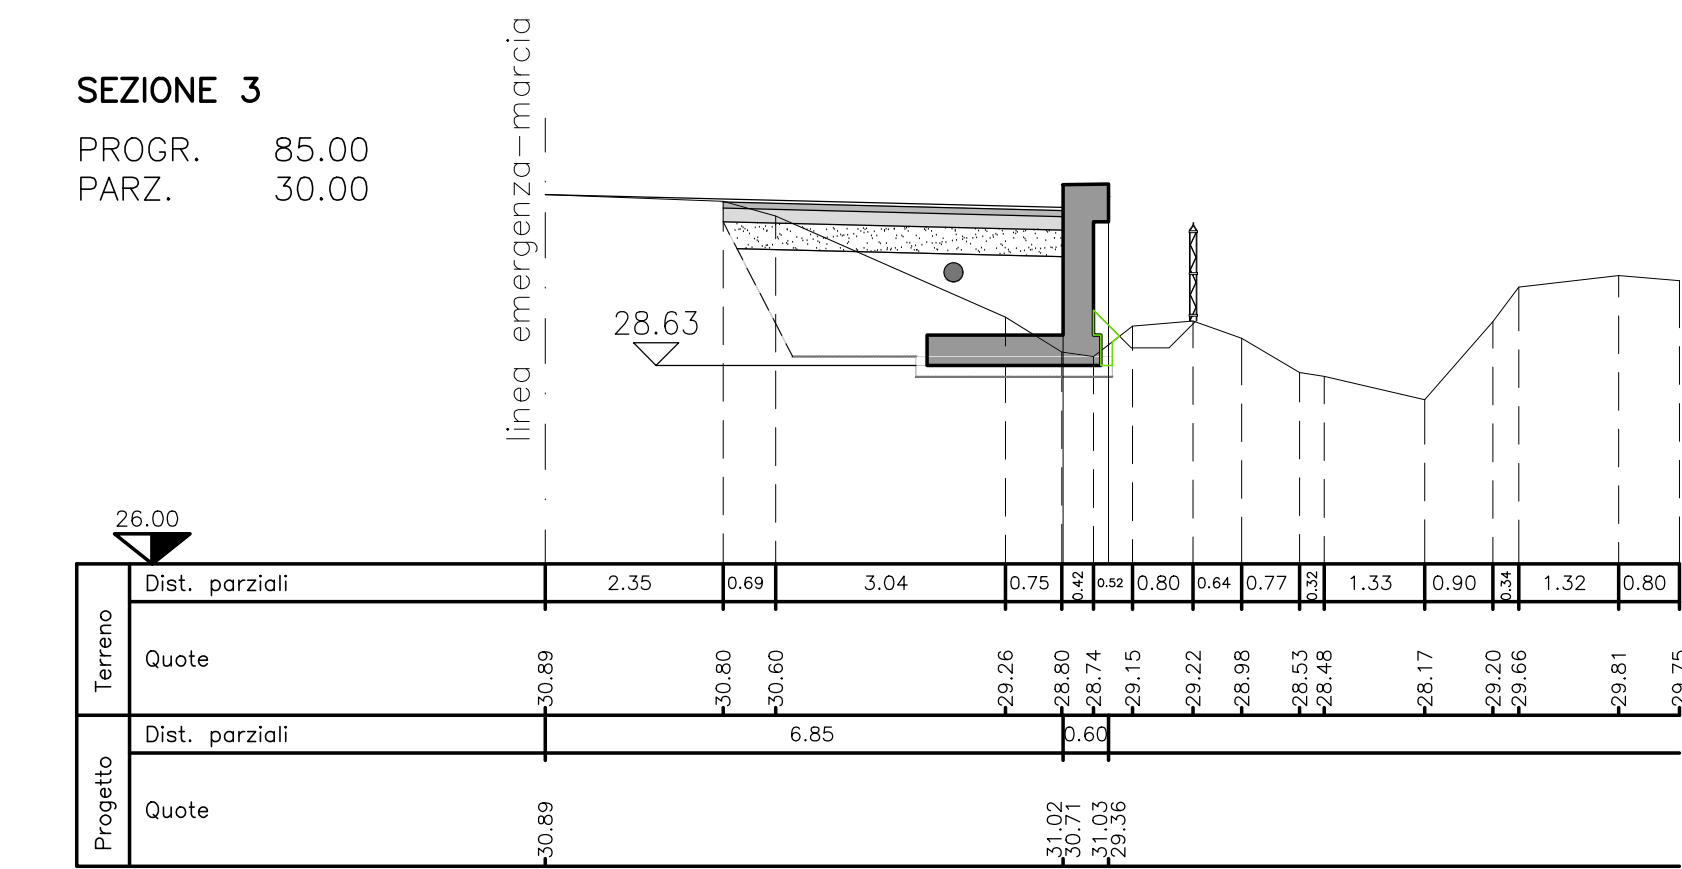 linea emergenza-marcia
SEZIONE 3
PROGR. 85.00
PARZ. 30.00
28.63
26.00
Terreno
Dist. parziali 2.35 0.69 3.04 0.75 0.42 0.52 0.80 0.64 0.77 0.32 1.33 0.90 0.34 1.32 0.80
Quote 30.89 30.80 30.60 29.26 28.80 28.74 29.15 29.22 28.98 28.53 28.48 28.17 29.20 29.66 29.81 29.75
Progetto
Dist. parziali 6.85 0.60
Quote 30.89 31.02 30.71 31.03 29.36